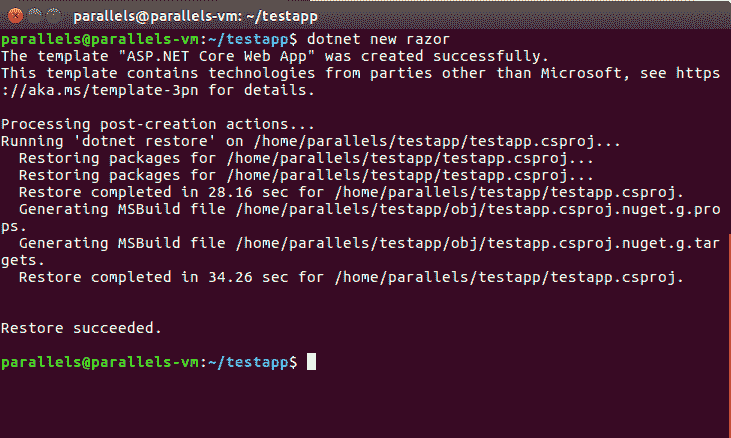 parallels@parallels-vm: ~/testapp
parallels@parallels-vm:~/testapp$ dotnet new razor
The template "ASP.NET Core Web App" was created successfully.
This template contains technologies from parties other than Microsoft, see https
://aka.ms/template-3pn for details.
Processing post-creation actions...
Running 'dotnet restore' on /home/parallels/testapp/testapp.csproj...
  Restoring packages for /home/parallels/testapp/testapp.csproj...
  Restoring packages for /home/parallels/testapp/testapp.csproj...
  Restore completed in 28.16 sec for /home/parallels/testapp/testapp.csproj.
  Generating MSBuild file /home/parallels/testapp/obj/testapp.csproj.nuget.g.pro
ps.
  Generating MSBuild file /home/parallels/testapp/obj/testapp.csproj.nuget.g.tar
gets.
  Restore completed in 34.26 sec for /home/parallels/testapp/testapp.csproj.
Restore succeeded.
parallels@parallels-vm:~/testapp$